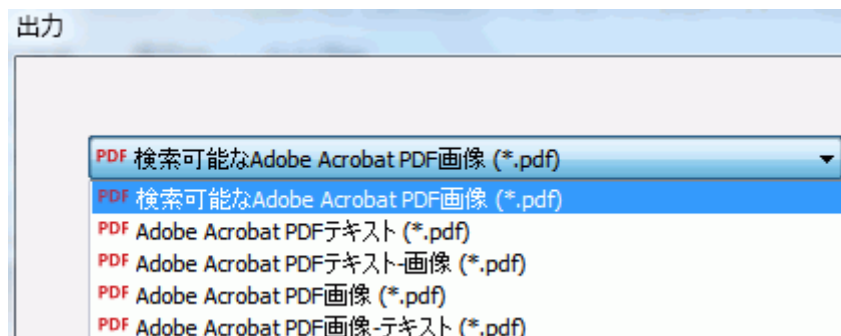 出力
PDF 検索可能なAdobe Acrobat PDF画像 (*.pdf)
PDF 検索可能なAdobe Acrobat PDF画像 (*.pdf)
PDF Adobe Acrobat PDFテキスト (*.pdf)
PDF Adobe Acrobat PDFテキスト-画像 (*.pdf)
PDF Adobe Acrobat PDF画像 (*.pdf)
PDF Adobe Acrobat PDF画像-テキスト (*.pdf)